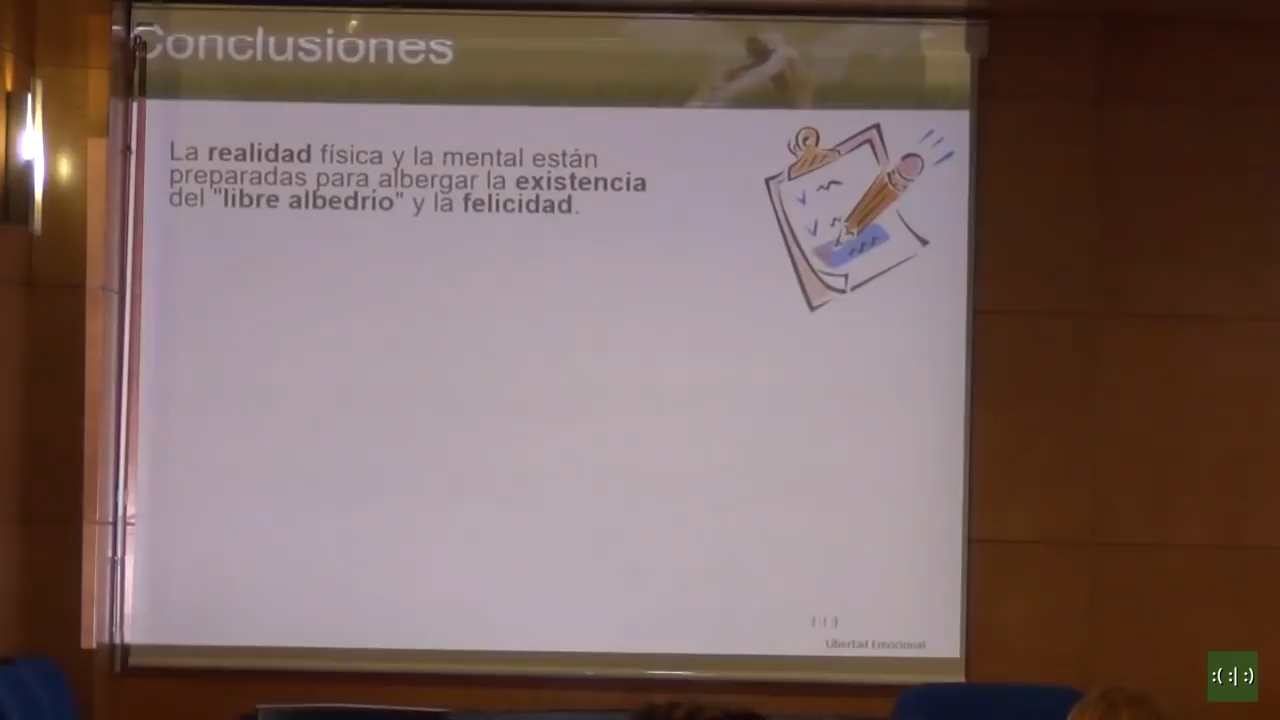 Conclusiones
La realidad física y la mental están
preparadas para albergar la existencia
del "libre albedrío" y la felicidad.
Libertad Emocional
:( :| :)